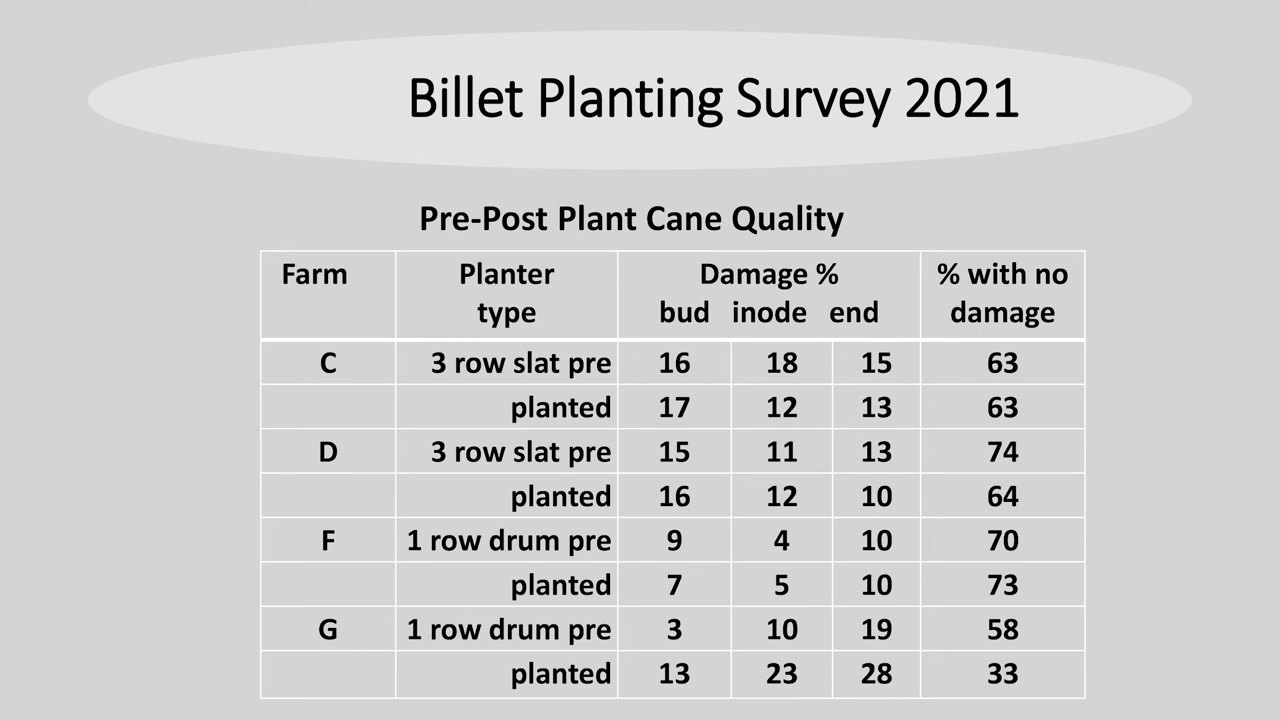 Billet Planting Survey 2021
Pre-Post Plant Cane Quality
Farm Planter type Damage % % with no damage
bud inode end
C 3 row slat pre 16 18 15 63
planted 17 12 13 63
D 3 row slat pre 15 11 13 74
planted 16 12 10 64
F 1 row drum pre 9 4 10 70
planted 7 5 10 73
G 1 row drum pre 3 10 19 58
planted 13 23 28 33